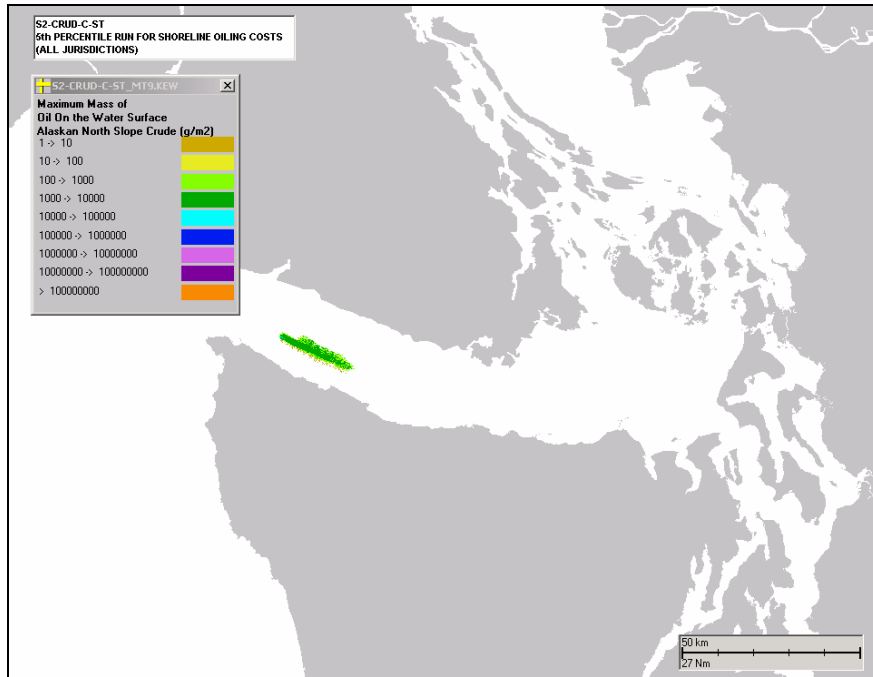 S2-CRUD-C-ST
5th PERCENTILE RUN FOR SHORELINE OILING COSTS
(ALL JURISDICTIONS)
S2-CRUD-C-ST_MT9.KEW
Maximum Mass of
Oil On the Water Surface
Alaskan North Slope Crude (g/m2)
1 -> 10
10 -> 100
100 -> 1000
1000 -> 10000
10000 -> 100000
100000 -> 1000000
1000000 -> 10000000
10000000 -> 100000000
> 100000000
50 km
27 Nm